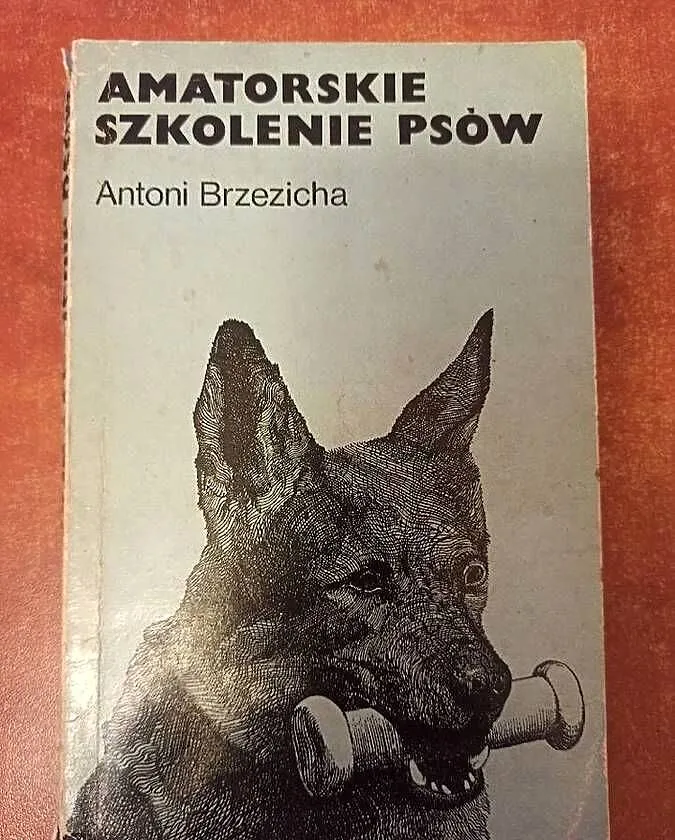 AMATORSKIE
SZKOLENIE PSÓW
Antoni Brzezicha